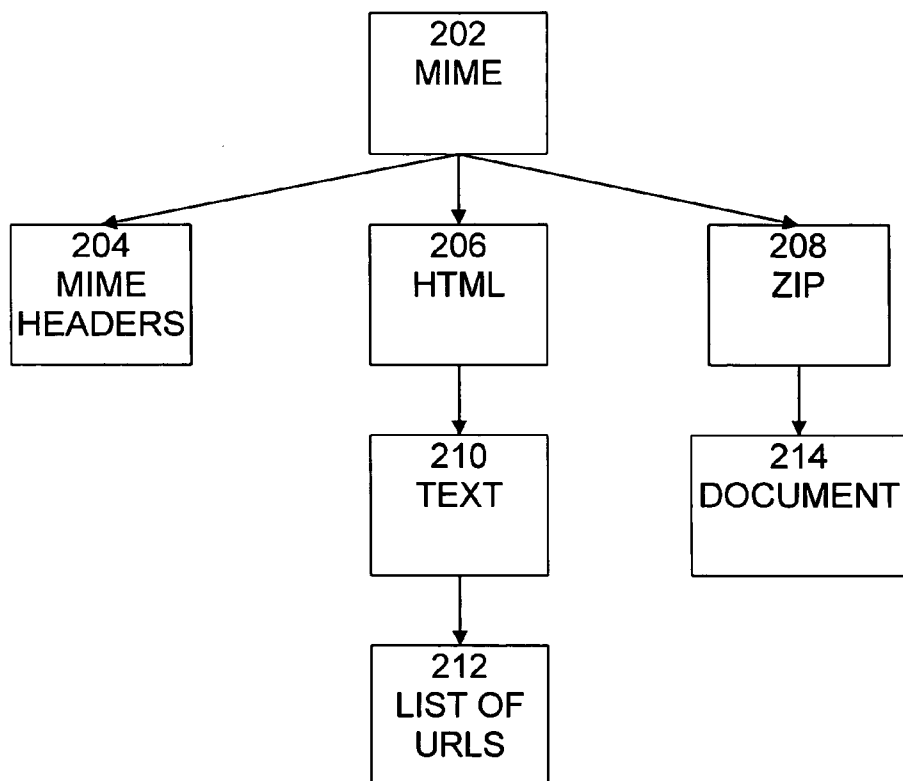 202
MIME
204
MIME
HEADERS
206
HTML
208
ZIP
210
TEXT
214
DOCUMENT
212
LIST OF
URLS